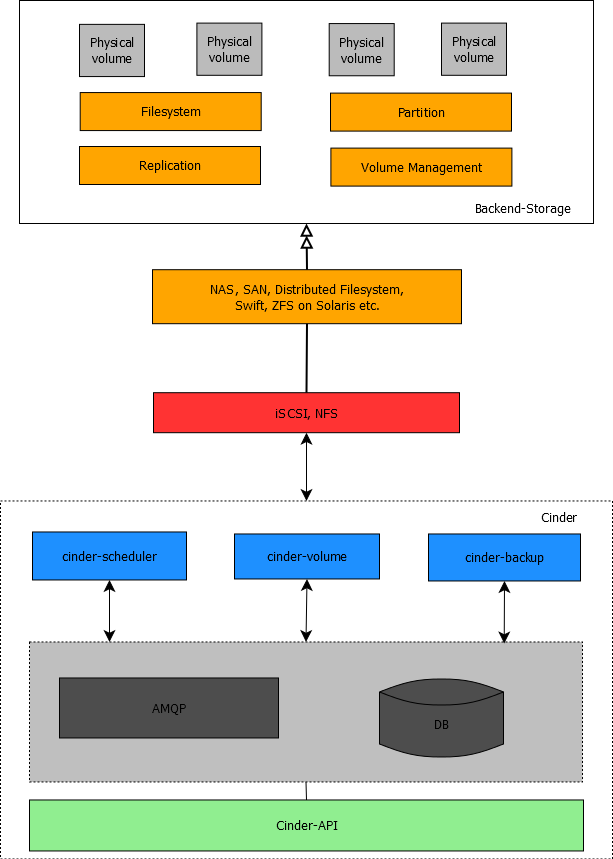 Physical
volume
Physical
volume
Physical
volume
Physical
volume
Filesystem
Partition
Replication
Volume Management
Backend-Storage
NAS, SAN, Distributed Filesystem,
Swift, ZFS on Solaris etc.
iSCSI, NFS
Cinder
cinder-scheduler
cinder-volume
cinder-backup
AMQP
DB
Cinder-API